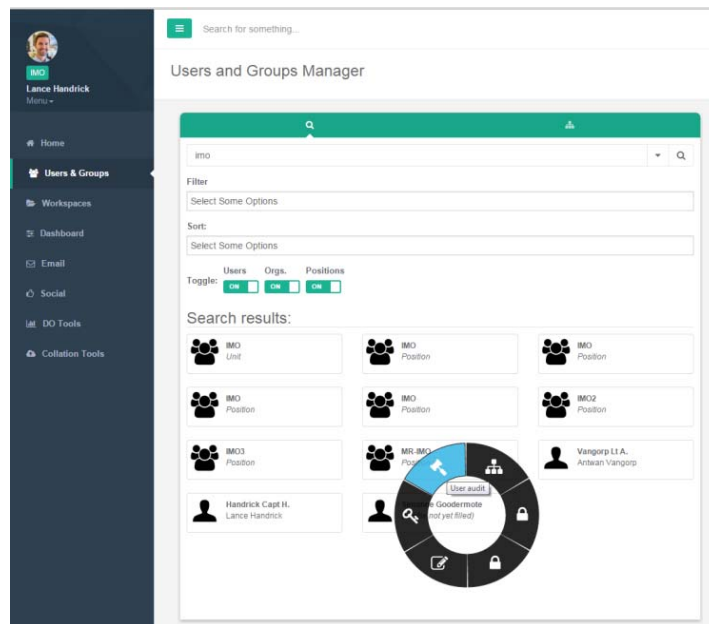 Search for something...
IMO
Lance Handrick
Menu
Users and Groups Manager
Home
Users & Groups
Workspaces
Dashboard
Email
Social
DO Tools
Collation Tools
imo
Filter
Select Some Options
Sort:
Select Some Options
Users Orgs. Positions
Toggle: ON ON ON
Search results:
IMO
Unit
IMO
Position
IMO
Position
IMO
Position
IMO
Position
IMO2
Position
IMO3
Position
MR-IMO
Vangorp Lt A.
Antwan Vangorp
User audit
Handrick Capt H.
Lance Handrick
Goodermote
not yet filled)